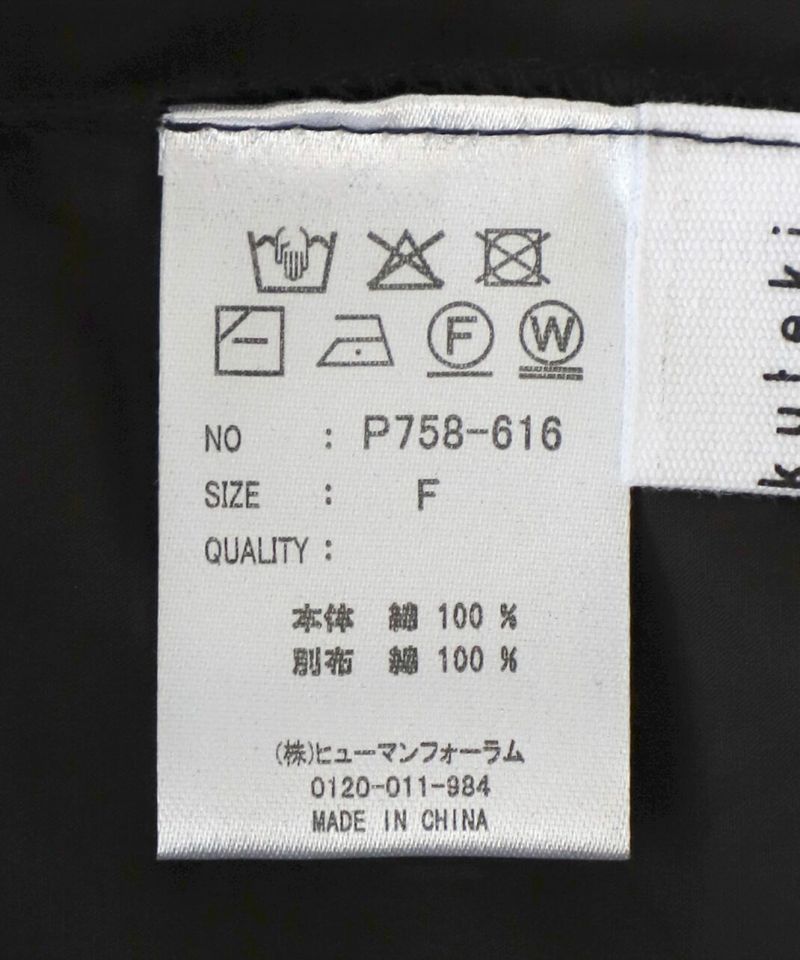 F W
NO : P758-616
SIZE : F
QUALITY :
本体 綿 100 %
別布 綿 100 %
(株)ヒューマンフォーラム
0120-011-984
MADE IN CHINA
kuteki